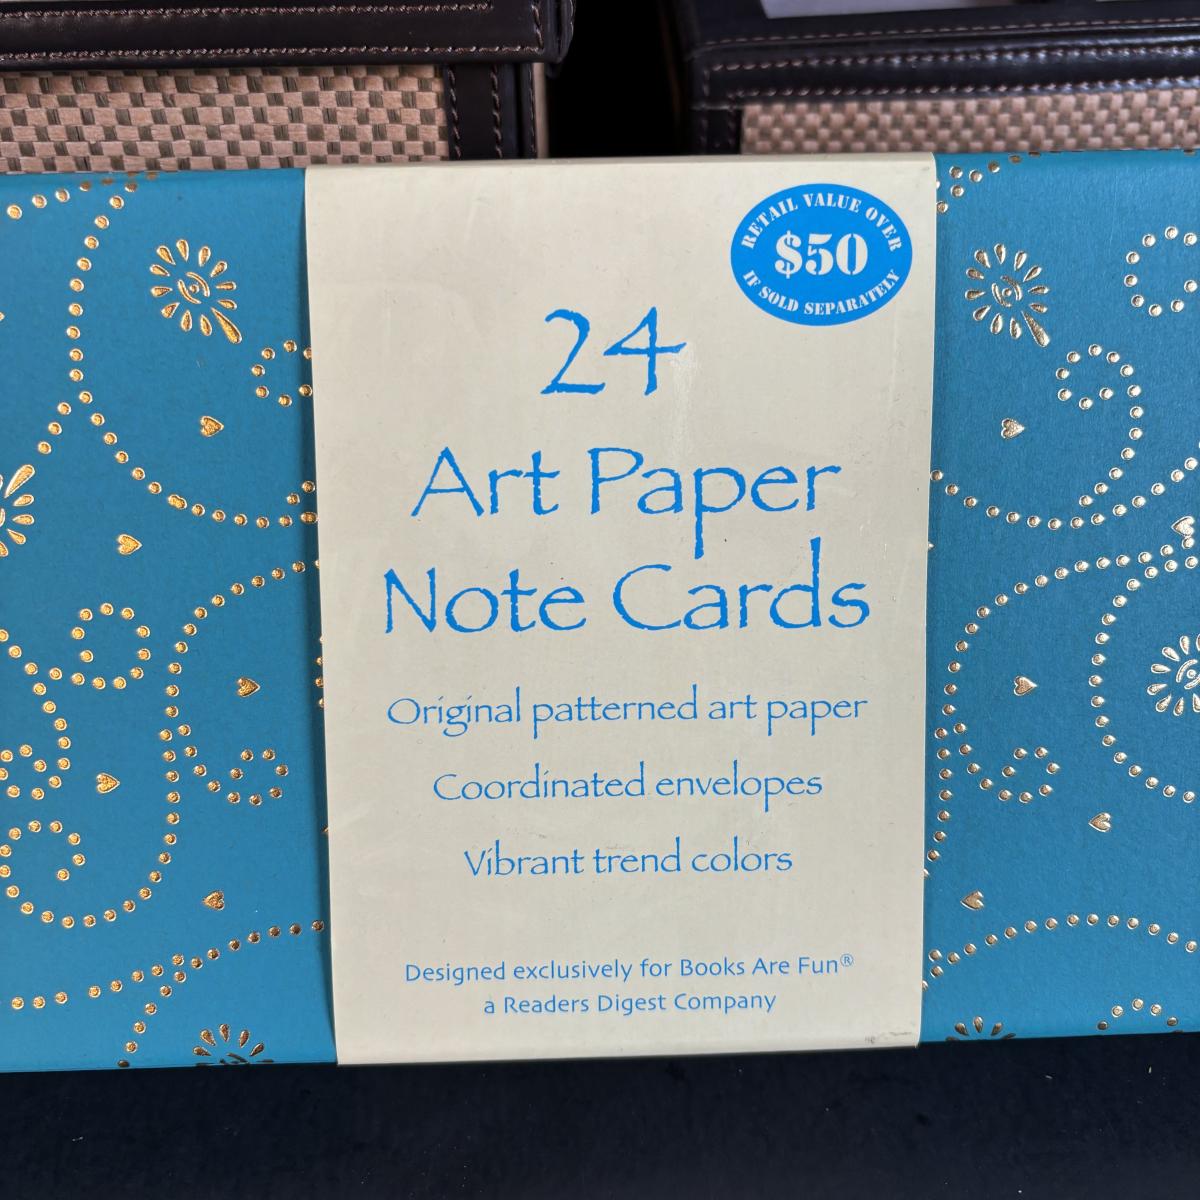 RETAIL VALUE OVER
$50
IF SOLD SEPARATELY
24
Art Paper
Note Cards
Original patterned art paper
Coordinated envelopes
Vibrant trend colors
Designed exclusively for Books Are Fun®
a Readers Digest Company